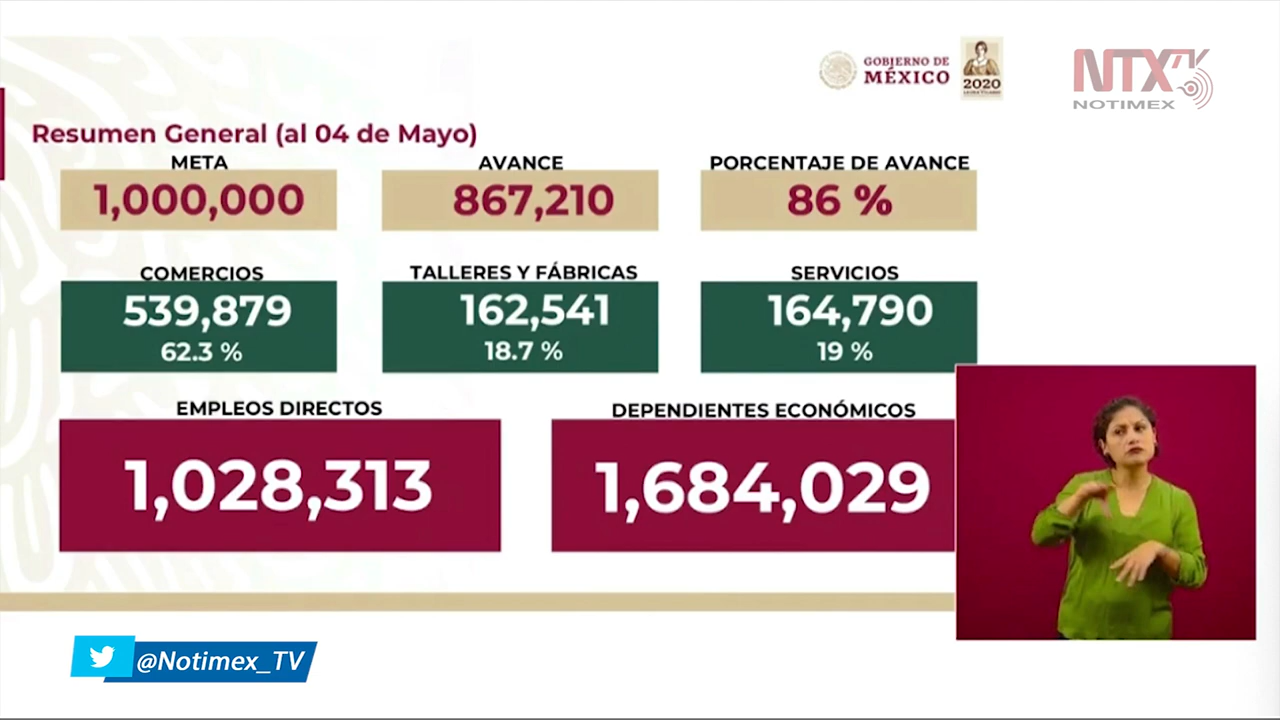 GOBIERNO DE
MÉXICO
2020
NTX TV
NOTIMEX
Resumen General (al 04 de Mayo)
META
AVANCE
PORCENTAJE DE AVANCE
1,000,000
867,210
86 %
COMERCIOS
TALLERES Y FÁBRICAS
SERVICIOS
539,879
162,541
164,790
62.3 %
18.7 %
19 %
EMPLEOS DIRECTOS
DEPENDIENTES ECONÓMICOS
1,028,313
1,684,029
@Notimex_TV